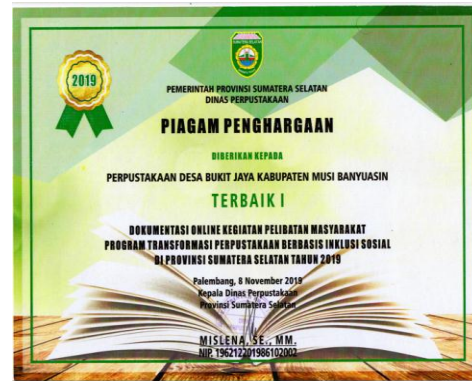 SUMATERA SELATAN
2019
PEMERINTAH PROVINSI SUMATERA SELATAN
DINAS PERPUSTAKAAN
PIAGAM PENGHARGAAN
DIBERIKAN KEPADA
PERPUSTAKAAN DESA BUKIT JAYA KABUPATEN MUSI BANYUASIN
TERBAIK I
DOKUMENTASI ONLINE KEGIATAN PELIBATAN MASYARAKAT
PROGRAM TRANSFORMASI PERPUSTAKAAN BERBASIS INKLUSI SOSIAL
DI PROVINSI SUMATERA SELATAN TAHUN 2019
Palembang, 8 November 2019
Kepala Dinas Perpustakaan
Provinsi Sumatera Selatan
MISLENA, SE., MM.
NIP. 196212201986102002